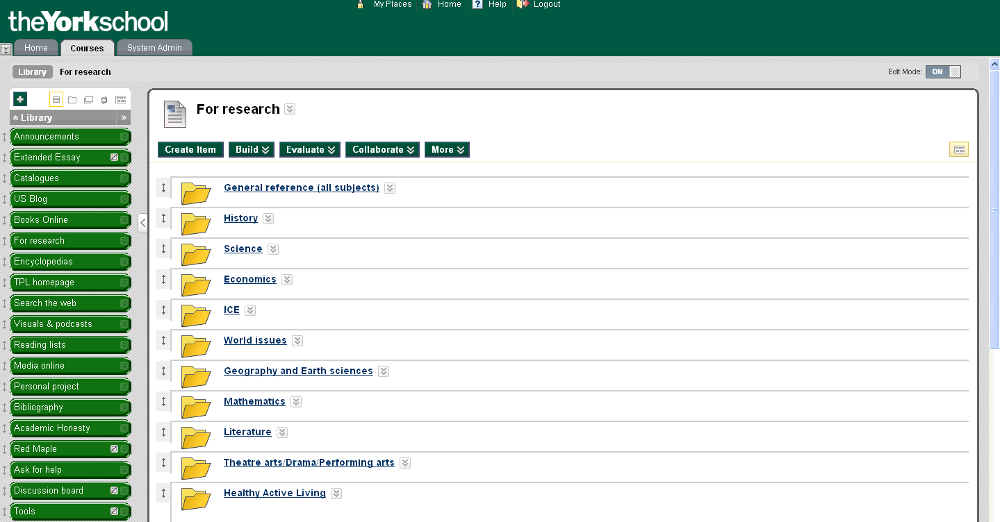 My Places Home ? Help Logout
theYorkschool
Home Courses System Admin
Library For research Edit Mode: ON
Library
Announcements
Extended Essay
Catalogues
US Blog
Books Online
For research
Encyclopedias
TPL homepage
Search the web
Visuals & podcasts
Reading lists
Media online
Personal project
Bibliography
Academic Honesty
Red Maple
Ask for help
Discussion board
Tools
For research
Create Item Build Evaluate Collaborate More
General reference (all subjects)
History
Science
Economics
ICE
World issues
Geography and Earth sciences
Mathematics
Literature
Theatre arts/Drama/Performing arts
Healthy Active Living